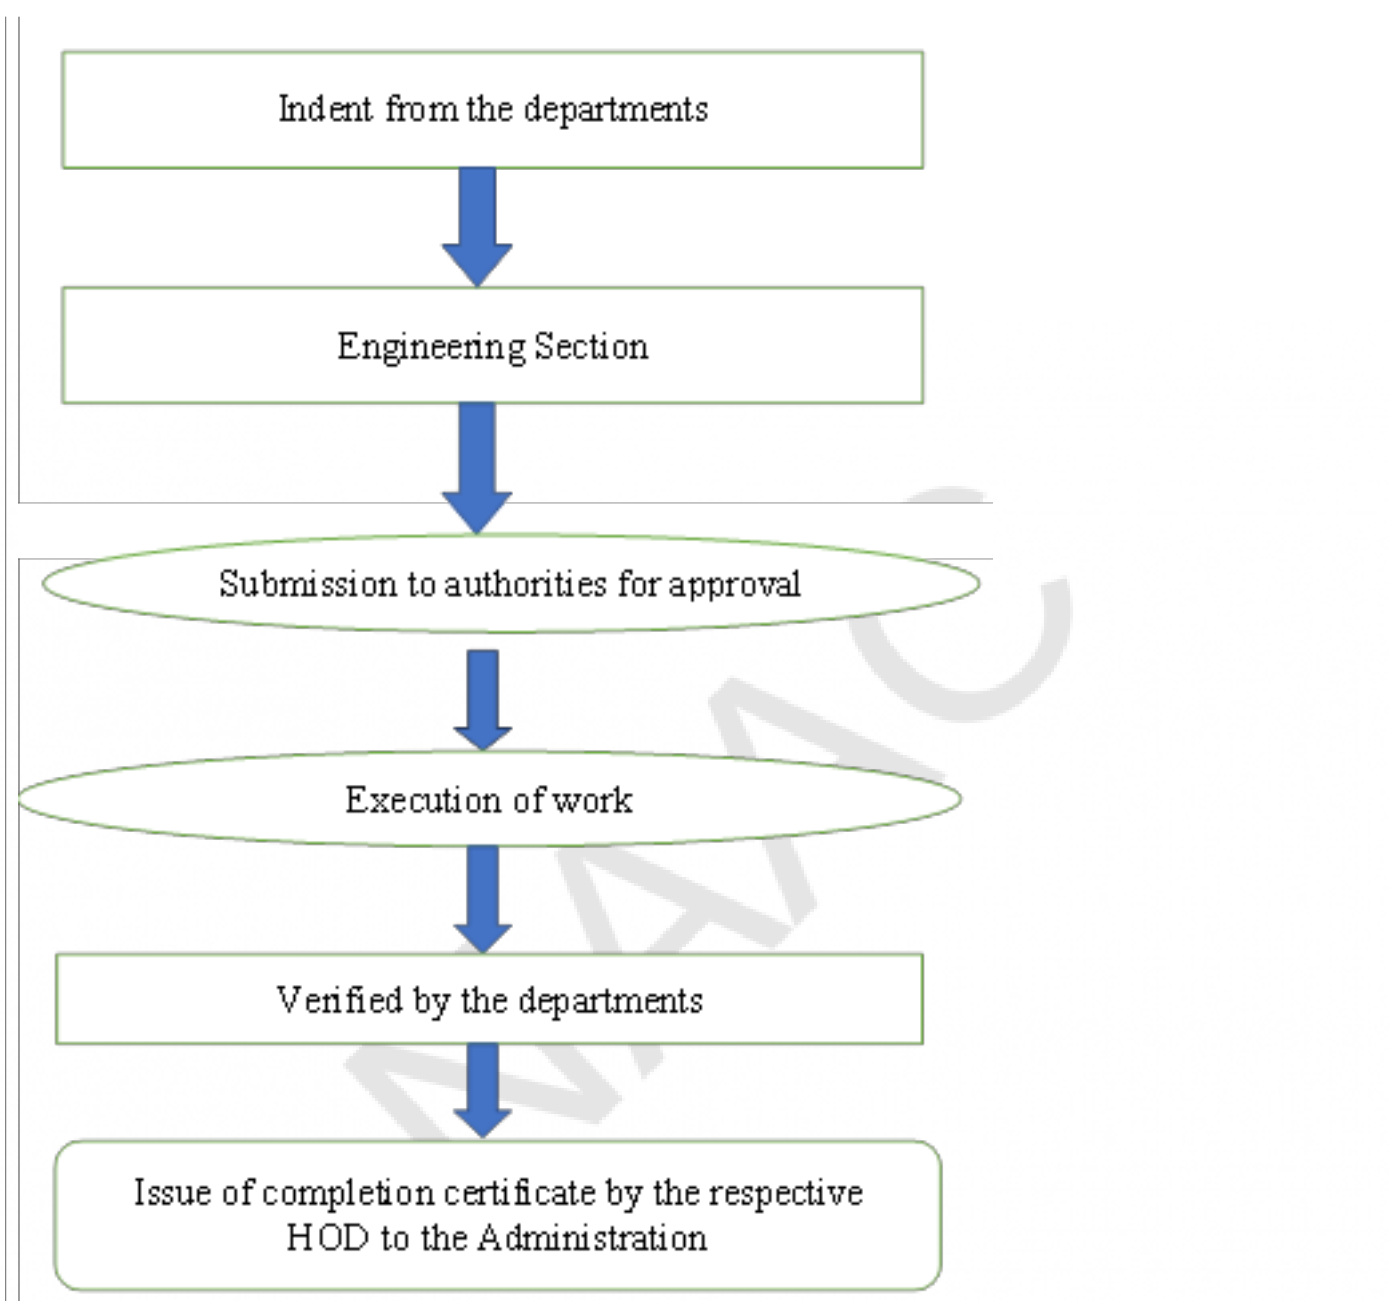 Indent from the departments
Engineering Section
Submission to authorities for approval
Execution of work
Verified by the departments
Issue of completion certificate by the respective
HOD to the Administration
NAAC